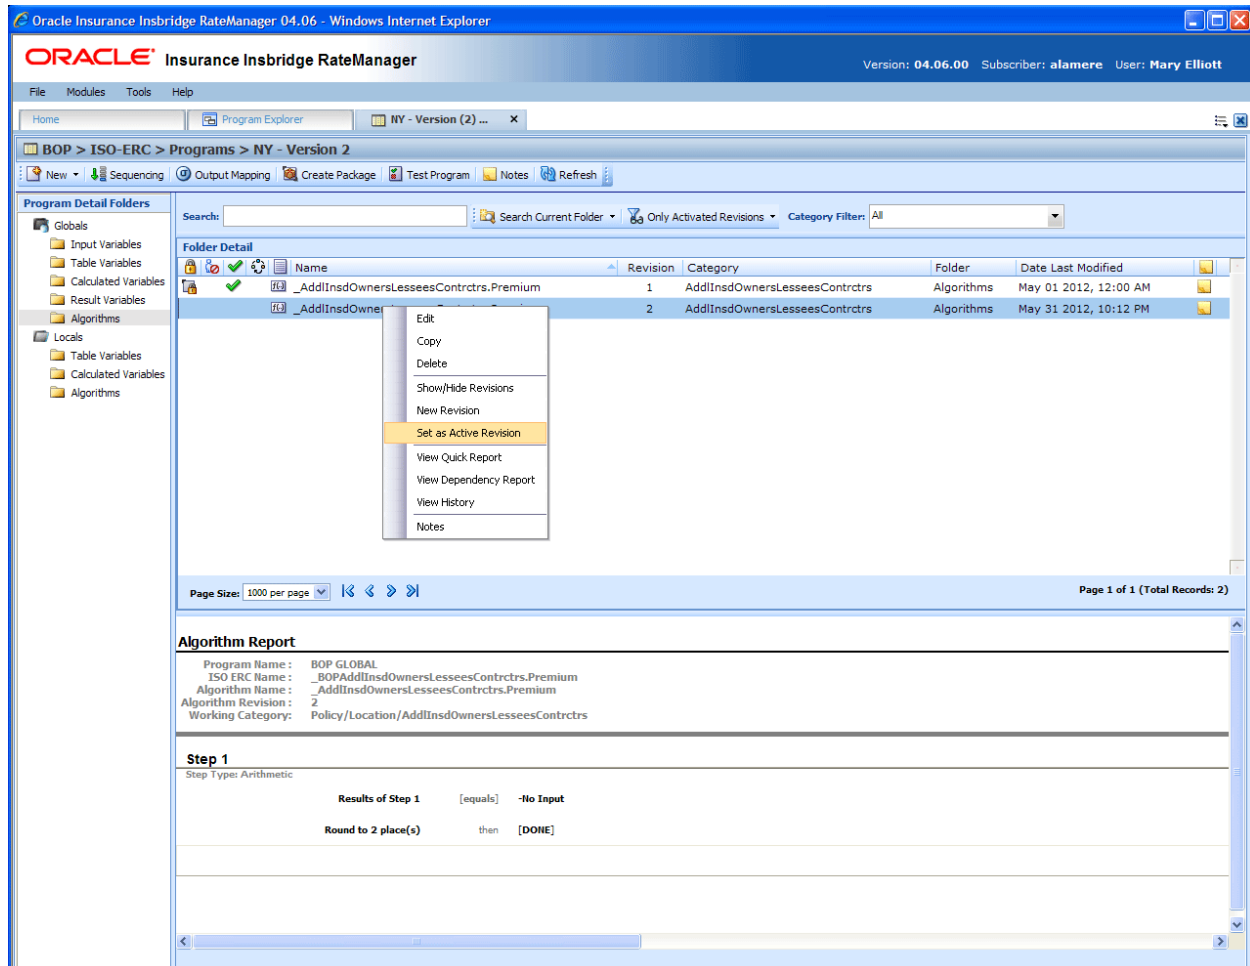 Oracle Insurance Insbridge RateManager 04.06 - Windows Internet Explorer
ORACLE Insurance Insbridge RateManager
Version: 04.06.00 Subscriber: alamere User: Mary Elliott
File Modules Tools Help
Home Program Explorer NY - Version (2) ... X
BOP > ISO-ERC > Programs > NY - Version 2
New Sequencing Output Mapping Create Package Test Program Notes Refresh
Program Detail Folders
Globals
Input Variables
Table Variables
Calculated Variables
Result Variables
Algorithms
Locals
Table Variables
Calculated Variables
Algorithms
Search: Search Current Folder Only Activated Revisions Category Filter: All
Folder Detail
Name Revision Category Folder Date Last Modified
f(x) _AddlInsdOwnersLesseesContrctrs.Premium 1 AddlInsdOwnersLesseesContrctrs Algorithms May 01 2012, 12:00 AM
f(x) 2 AddlInsdOwnersLesseesContrctrs Algorithms May 31 2012, 10:12 PM
Edit
Copy
Delete
Show/Hide Revisions
New Revision
Set as Active Revision
View Quick Report
View Dependency Report
View History
Notes
Page Size: 1000 per page Page 1 of 1 (Total Records: 2)
Algorithm Report
Program Name : BOP GLOBAL
ISO ERC Name : _BOPAddlInsdOwnersLesseesContrctrs.Premium
Algorithm Name : _AddlInsdOwnersLesseesContrctrs.Premium
Algorithm Revision : 2
Working Category: Policy/Location/AddlInsdOwnersLesseesContrctrs
Step 1
Step Type: Arithmetic
Results of Step 1 [equals] -No Input
Round to 2 place(s) then [DONE]